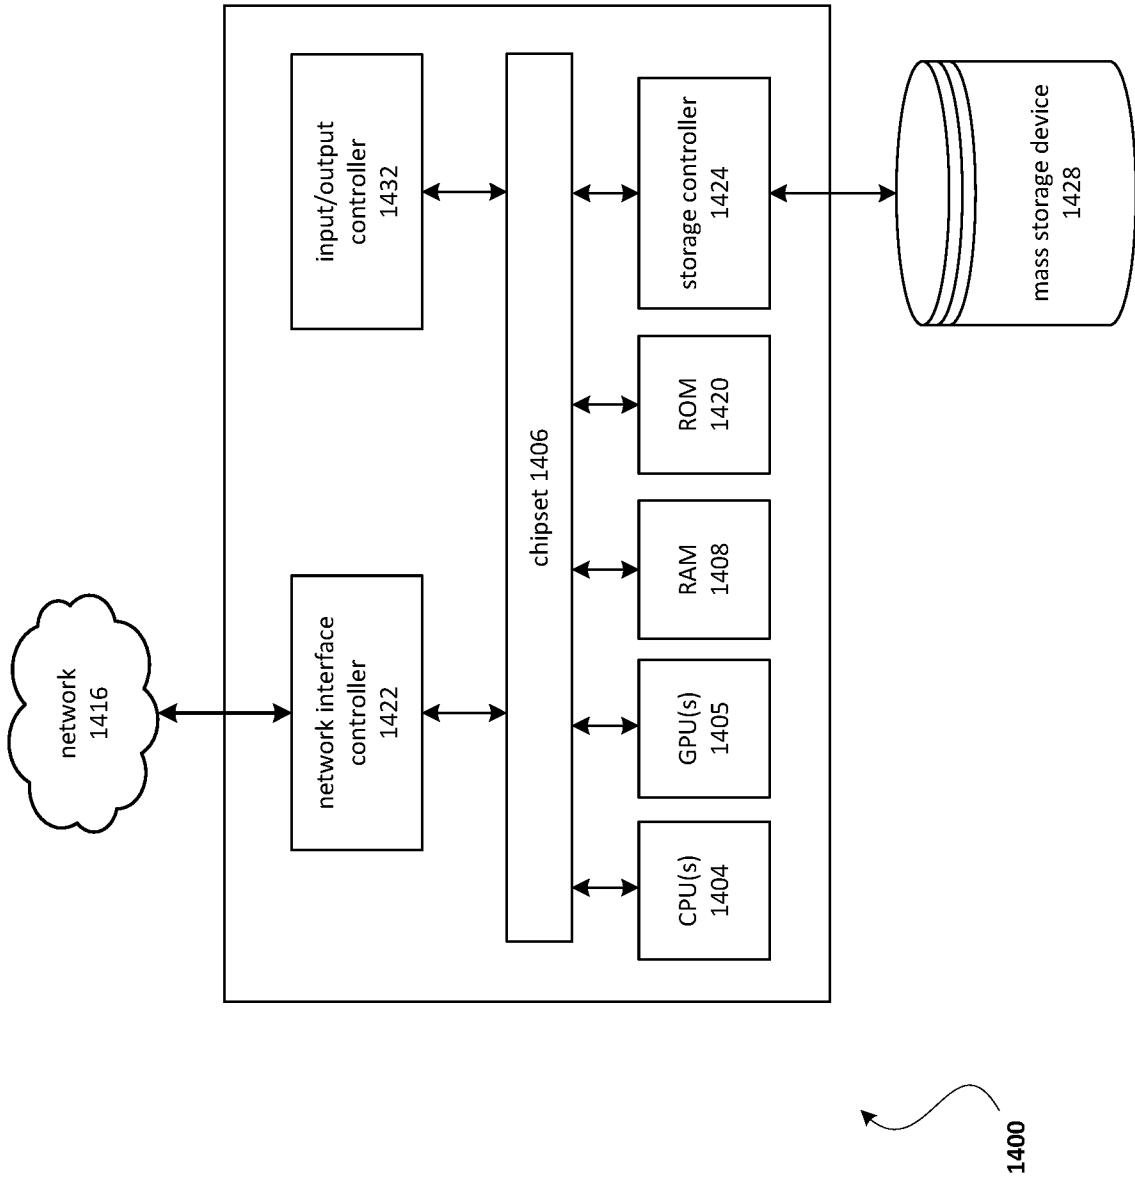 network
1416
network interface
controller
1422
input/output
controller
1432
chipset 1406
CPU(s)
1404
GPU(s)
1405
RAM
1408
ROM
1420
storage controller
1424
mass storage device
1428
1400